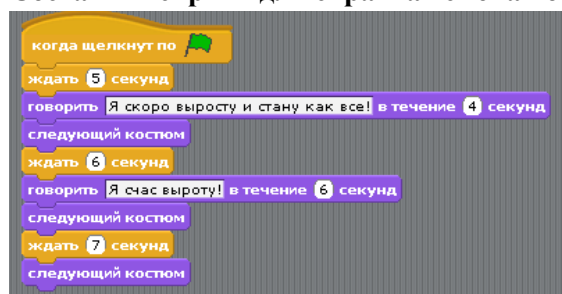 когда щелкнут по
ждать 5 секунд
говорить Я скоро выросту и стану как все! в течение 4 секунд
следующий костюм
ждать 6 секунд
говорить Я счас выроту! в течение 6 секунд
следующий костюм
ждать 7 секунд
следующий костюм